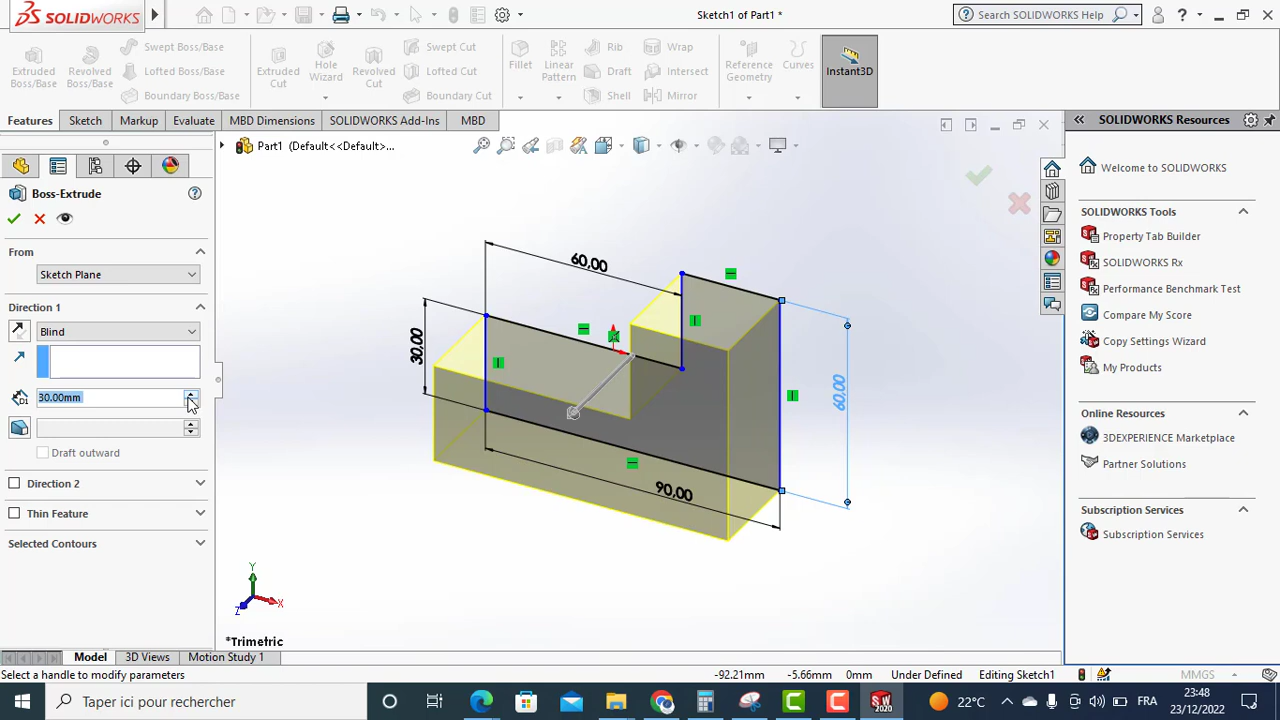 SOLIDWORKS
Sketch1 of Part1 *
Search SOLIDWORKS Help
?
Extruded Boss/Base
Revolved Boss/Base
Swept Boss/Base
Lofted Boss/Base
Boundary Boss/Base
Extruded Cut
Hole Wizard
Revolved Cut
Swept Cut
Lofted Cut
Boundary Cut
Fillet
Linear Pattern
Rib
Draft
Shell
Wrap
Intersect
Mirror
Reference Geometry
Curves
Instant3D
Features
Sketch
Markup
Evaluate
MBD Dimensions
SOLIDWORKS Add-Ins
MBD
Part1 (Default<<Default>...
Boss-Extrude
?
From
Sketch Plane
Direction 1
Blind
D1
30.00mm
Draft outward
Direction 2
Thin Feature
Selected Contours
60,00
30,00
60,00
90,00
Y
X
Z
*Trimetric
SOLIDWORKS Resources
Welcome to SOLIDWORKS
SOLIDWORKS Tools
Property Tab Builder
SOLIDWORKS Rx
Performance Benchmark Test
Compare My Score
Copy Settings Wizard
My Products
Online Resources
3DEXPERIENCE Marketplace
Partner Solutions
Subscription Services
Subscription Services
Model
3D Views
Motion Study 1
Select a handle to modify parameters
-92.21mm
-5.66mm
0mm
Under Defined
Editing Sketch1
MMGS
Taper ici pour rechercher
SW
2020
22°C
FRA
23:48
23/12/2022